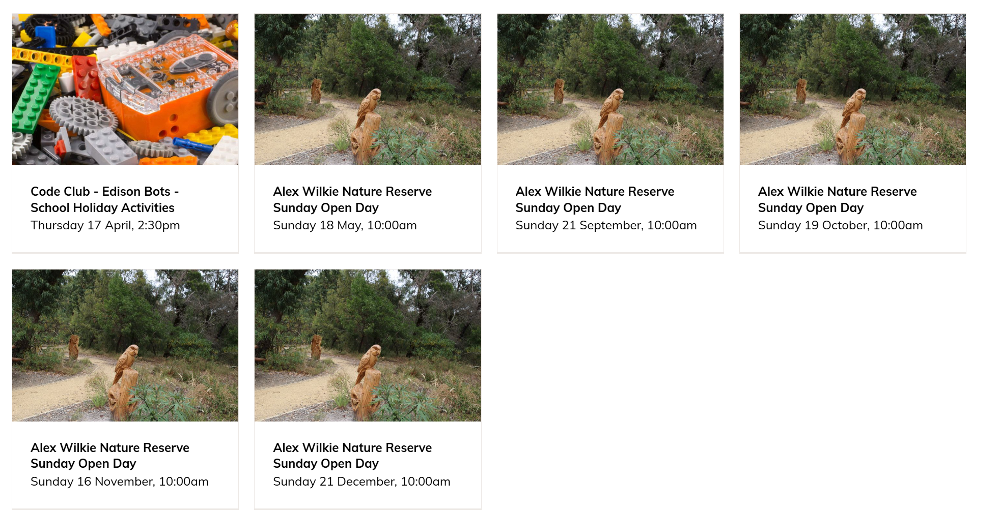 Code Club - Edison Bots -
School Holiday Activities
Thursday 17 April, 2:30pm
Alex Wilkie Nature Reserve
Sunday Open Day
Sunday 18 May, 10:00am
Alex Wilkie Nature Reserve
Sunday Open Day
Sunday 21 September, 10:00am
Alex Wilkie Nature Reserve
Sunday Open Day
Sunday 19 October, 10:00am
Alex Wilkie Nature Reserve
Sunday Open Day
Sunday 16 November, 10:00am
Alex Wilkie Nature Reserve
Sunday Open Day
Sunday 21 December, 10:00am